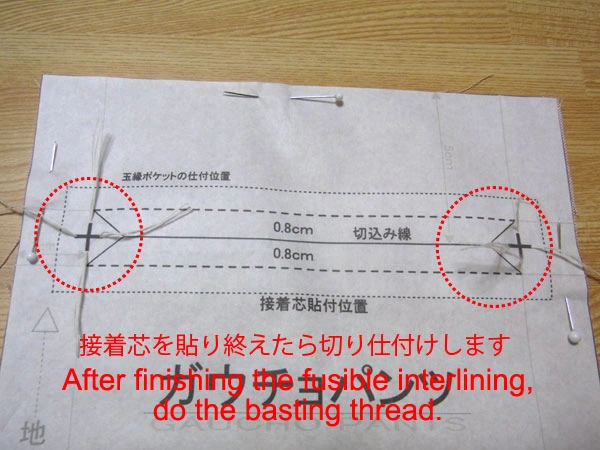 玉縁ポケットの仕付位置
0.8cm
切込み線
0.8cm
接着芯貼付位置
接着芯を貼り終えたら切り仕付けします
After finishing the fusible interlining,
do the basting thread.
ガウチョパンツ
GAUCHO PANTS
地